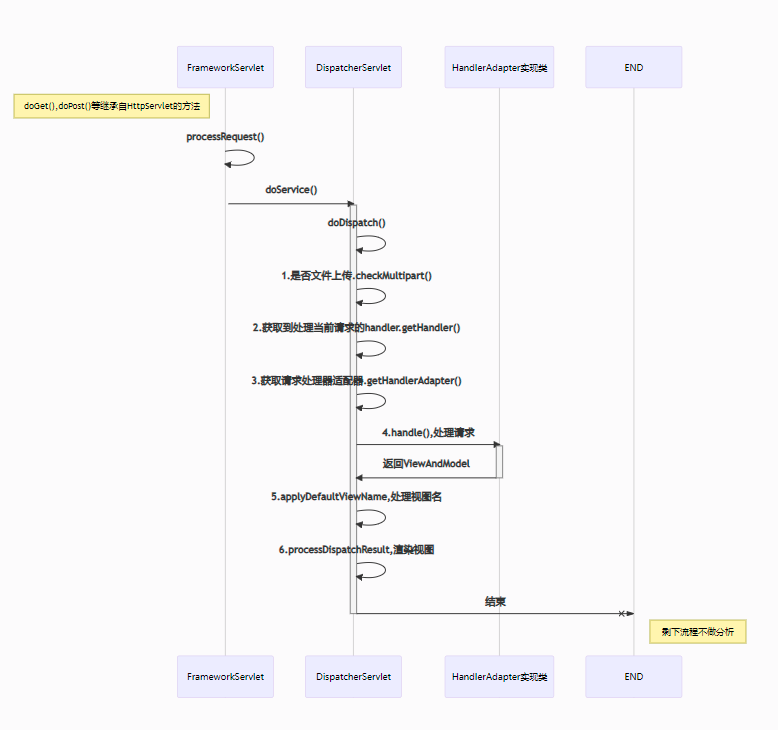 FrameworkServlet
DispatcherServlet
HandlerAdapter实现类
END
doGet(),doPost()等继承自HttpServlet的方法
processRequest()
doService()
doDispatch()
1.是否文件上传.checkMultipart()
2.获取到处理当前请求的handler.getHandler()
3.获取请求处理器适配器.getHandlerAdapter()
4.handle(),处理请求
返回ViewAndModel
5.applyDefaultViewName,处理视图名
6.processDispatchResult,渲染视图
结束
剩下流程不做分析
FrameworkServlet
DispatcherServlet
HandlerAdapter实现类
END